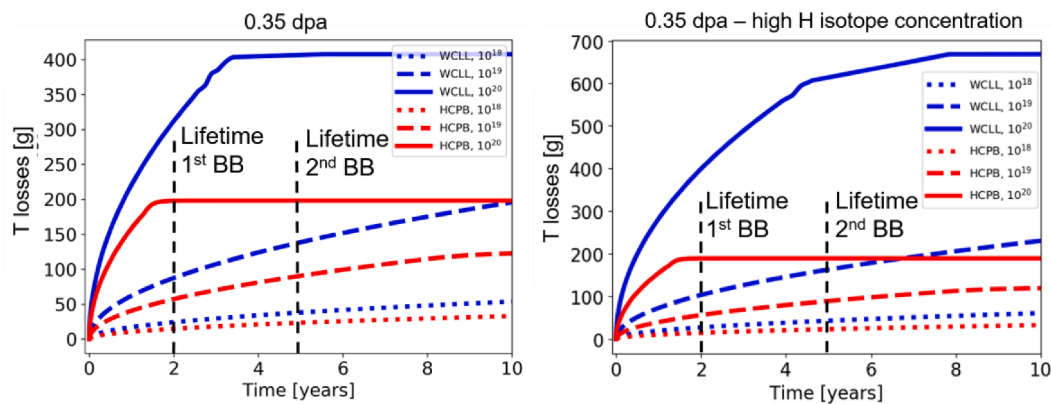 0.35 dpa
T losses [g]
400
350
300
250
200
150
100
50
0
WCLL, 10¹⁸
WCLL, 10¹⁹
WCLL, 10²⁰
HCPB, 10¹⁸
HCPB, 10¹⁹
HCPB, 10²⁰
Lifetime
1ˢᵗ BB
Lifetime
2ⁿᵈ BB
0 2 4 6 8 10
Time [years]
0.35 dpa – high H isotope concentration
T losses [g]
700
600
500
400
300
200
100
0
WCLL, 10¹⁸
WCLL, 10¹⁹
WCLL, 10²⁰
HCPB, 10¹⁸
HCPB, 10¹⁹
HCPB, 10²⁰
Lifetime
1ˢᵗ BB
Lifetime
2ⁿᵈ BB
0 2 4 6 8 10
Time [years]